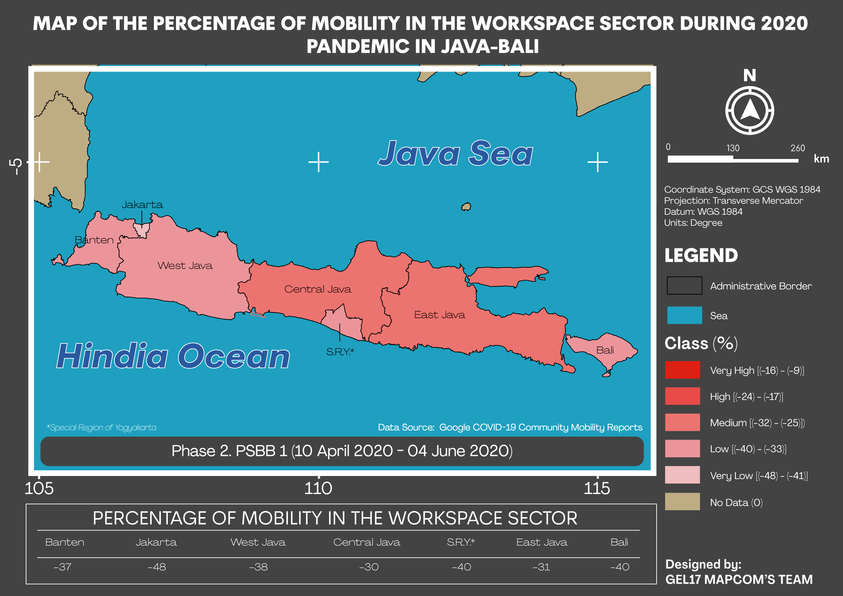 MAP OF THE PERCENTAGE OF MOBILITY IN THE WORKSPACE SECTOR DURING 2020
PANDEMIC IN JAVA-BALI
-5
Java Sea
Jakarta
Banten
West Java
Central Java
East Java
S.R.Y.*
Bali
Hindia Ocean
*Special Region of Yogyakarta
Data Source: Google COVID-19 Community Mobility Reports
Phase 2. PSBB 1 (10 April 2020 - 04 June 2020)
105 110 115
N
0 130 260
km
Coordinate System: GCS WGS 1984
Projection: Transverse Mercator
Datum: WGS 1984
Units: Degree
LEGEND
Administrative Border
Sea
Class (%)
Very High [(-16) - (-9)]
High [(-24) - (-17)]
Medium [(-32) - (-25)])
Low [(-40) - (-33)]
Very Low [(-48) - (-41)]
No Data (0)
PERCENTAGE OF MOBILITY IN THE WORKSPACE SECTOR
Banten Jakarta West Java Central Java S.R.Y.* East Java Bali
-37 -48 -38 -30 -40 -31 -40
Designed by:
GEL17 MAPCOM'S TEAM